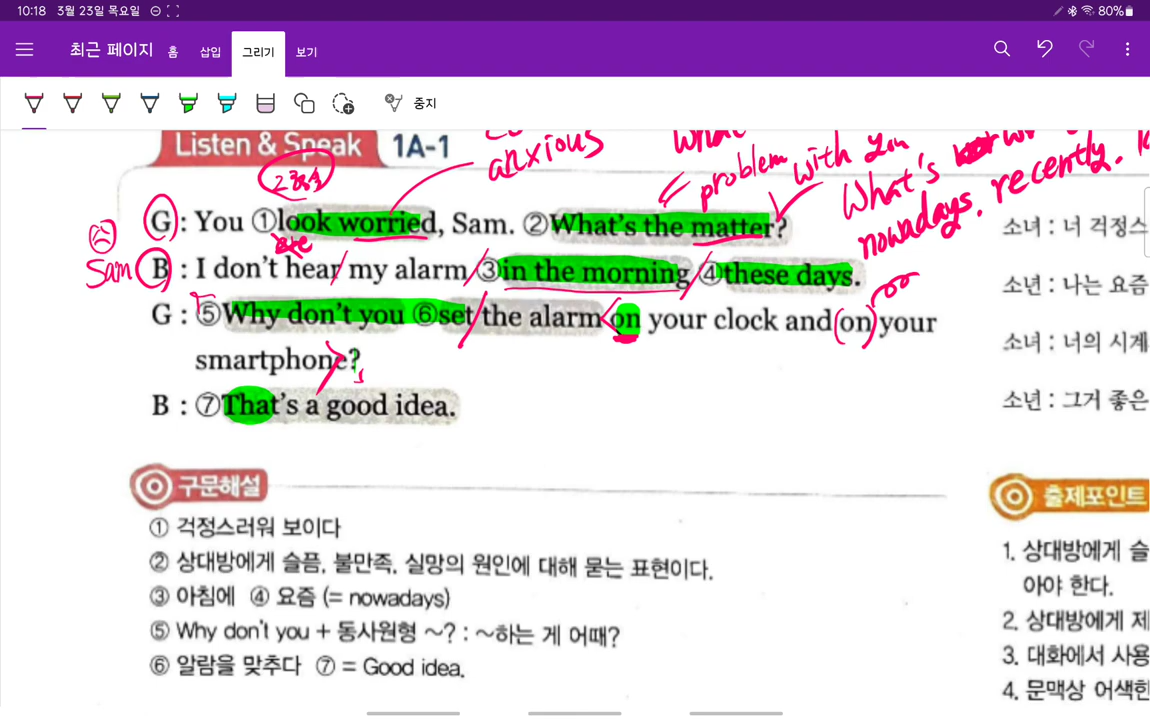 10:18 3월 23일 목요일 80%
최근 페이지 홈 삽입 그리기 보기
중지
Listen & Speak 1A-1
anxious
problem with you
What's
nowadays. recently.
2형식
G : You ①look worried, Sam. ②What's the matter?
소녀 : 너 걱정스
Sam
B : I don't hear my alarm ③in the morning ④these days.
소년 : 나는 요즘
G : ⑤Why don't you ⑥set the alarm on your clock and (on) your
소녀 : 너의 시계
smartphone?
B : ⑦That's a good idea.
소년 : 그거 좋은
구문해설
출제포인트
① 걱정스러워 보이다
② 상대방에게 슬픔, 불만족, 실망의 원인에 대해 묻는 표현이다.
③ 아침에 ④ 요즘 (= nowadays)
⑤ Why don't you + 동사원형 ~? : ~하는 게 어때?
⑥ 알람을 맞추다 ⑦ = Good idea.
1. 상대방에게 슬
아야 한다.
2. 상대방에게 제
3. 대화에서 사용
4. 문맥상 어색한